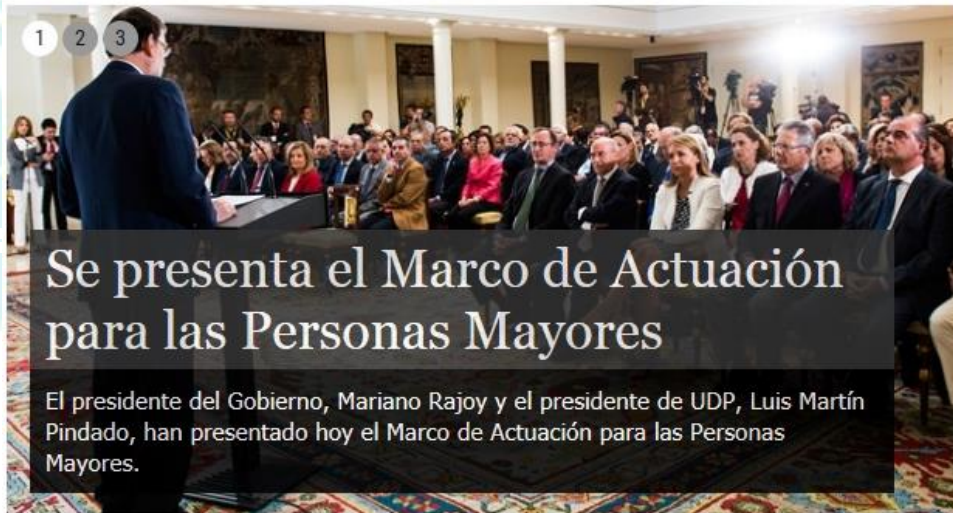 1 2 3
Se presenta el Marco de Actuación
para las Personas Mayores
El presidente del Gobierno, Mariano Rajoy y el presidente de UDP, Luis Martín
Pindado, han presentado hoy el Marco de Actuación para las Personas
Mayores.